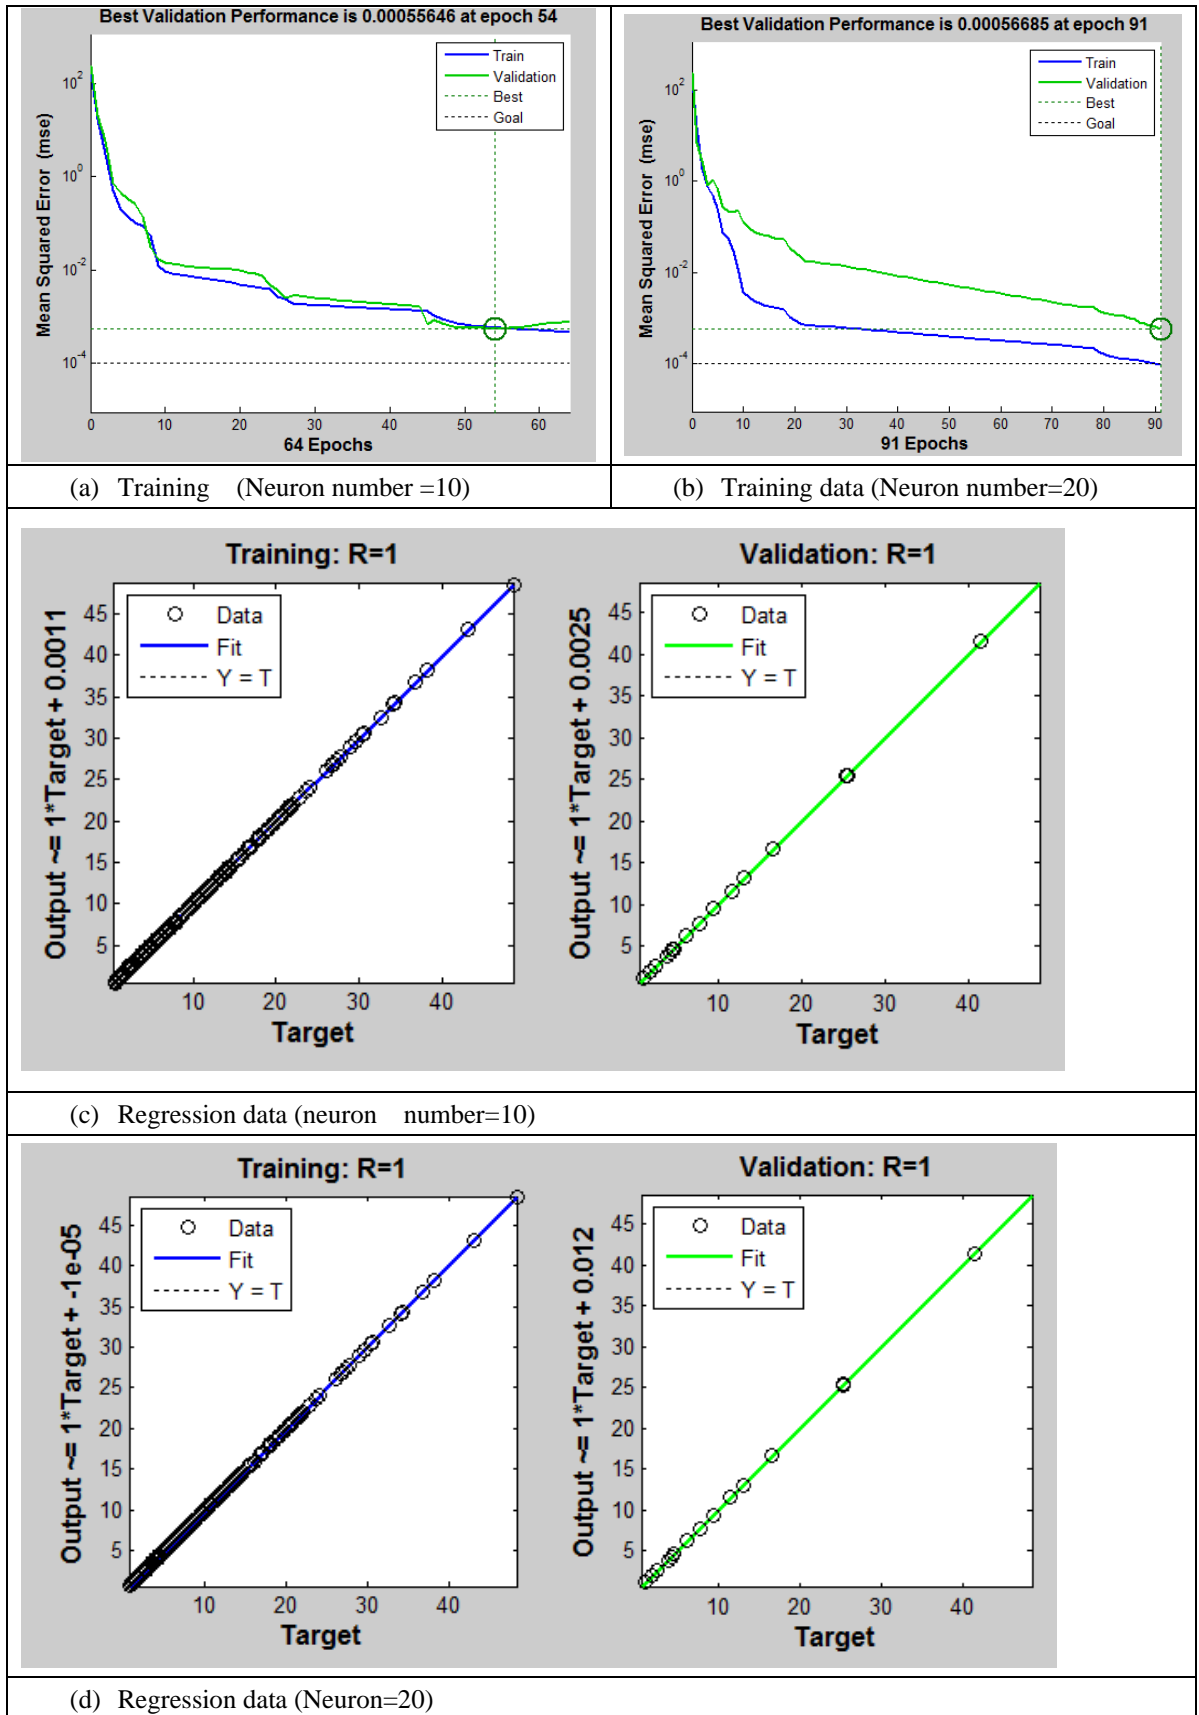 Best Validation Performance is 0.00055646 at epoch 54
Mean Squared Error (mse)
10^2
10^0
10^-2
10^-4
Train
Validation
Best
Goal
0 10 20 30 40 50 60
64 Epochs
Best Validation Performance is 0.00056685 at epoch 91
Mean Squared Error (mse)
10^2
10^0
10^-2
10^-4
Train
Validation
Best
Goal
0 10 20 30 40 50 60 70 80 90
91 Epochs
(a) Training (Neuron number =10)
(b) Training data (Neuron number=20)
Training: R=1
Output ~= 1*Target + 0.0011
45
40
35
30
25
20
15
10
5
Data
Fit
Y = T
10 20 30 40
Target
Validation: R=1
Output ~= 1*Target + 0.0025
45
40
35
30
25
20
15
10
5
Data
Fit
Y = T
10 20 30 40
Target
(c) Regression data (neuron number=10)
Training: R=1
Output ~= 1*Target + -1e-05
45
40
35
30
25
20
15
10
5
Data
Fit
Y = T
10 20 30 40
Target
Validation: R=1
Output ~= 1*Target + 0.012
45
40
35
30
25
20
15
10
5
Data
Fit
Y = T
10 20 30 40
Target
(d) Regression data (Neuron=20)